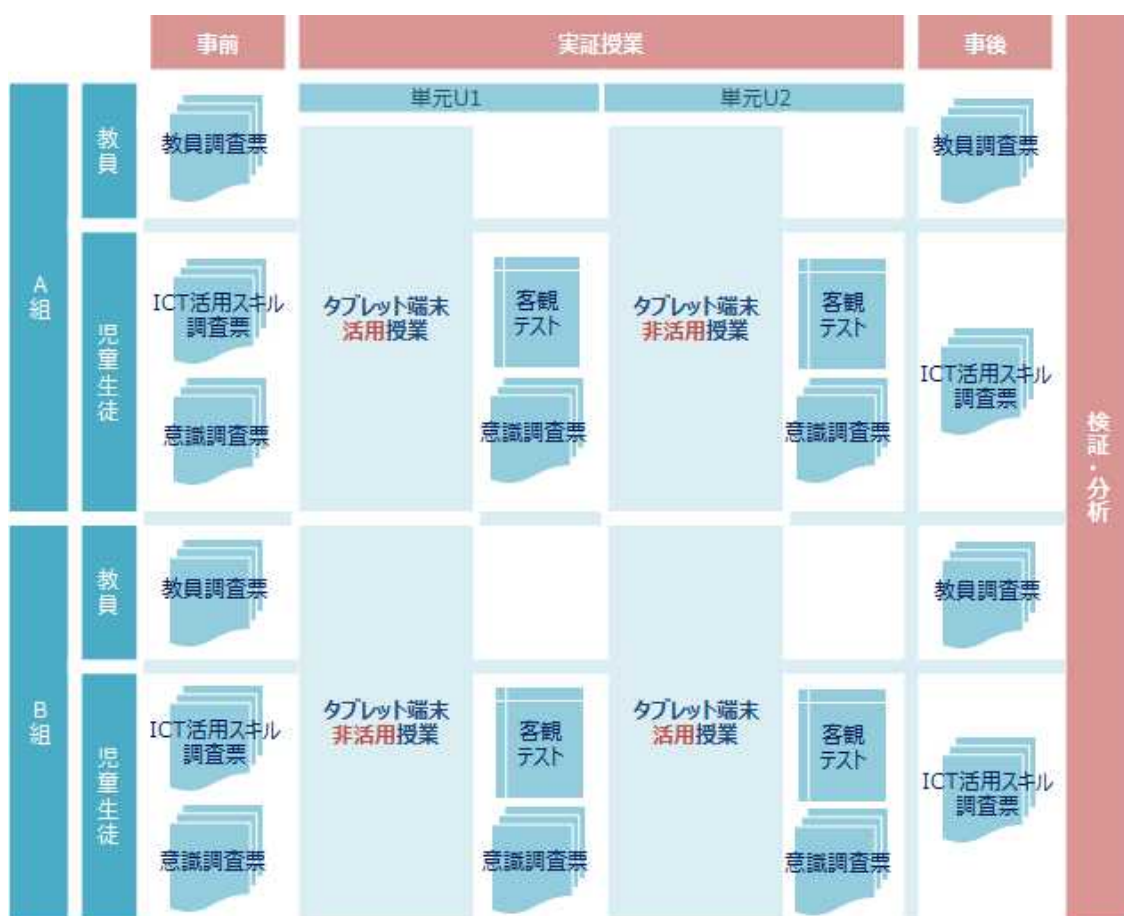 事前
実証授業
事後
単元U1
単元U2
A組
教員
教員調査票
教員調査票
児童生徒
ICT活用スキル
調査票
意識調査票
タブレット端末
活用授業
客観
テスト
意識調査票
タブレット端末
非活用授業
客観
テスト
意識調査票
ICT活用スキル
調査票
B組
教員
教員調査票
教員調査票
児童生徒
ICT活用スキル
調査票
意識調査票
タブレット端末
非活用授業
客観
テスト
意識調査票
タブレット端末
活用授業
客観
テスト
意識調査票
ICT活用スキル
調査票
検証・分析